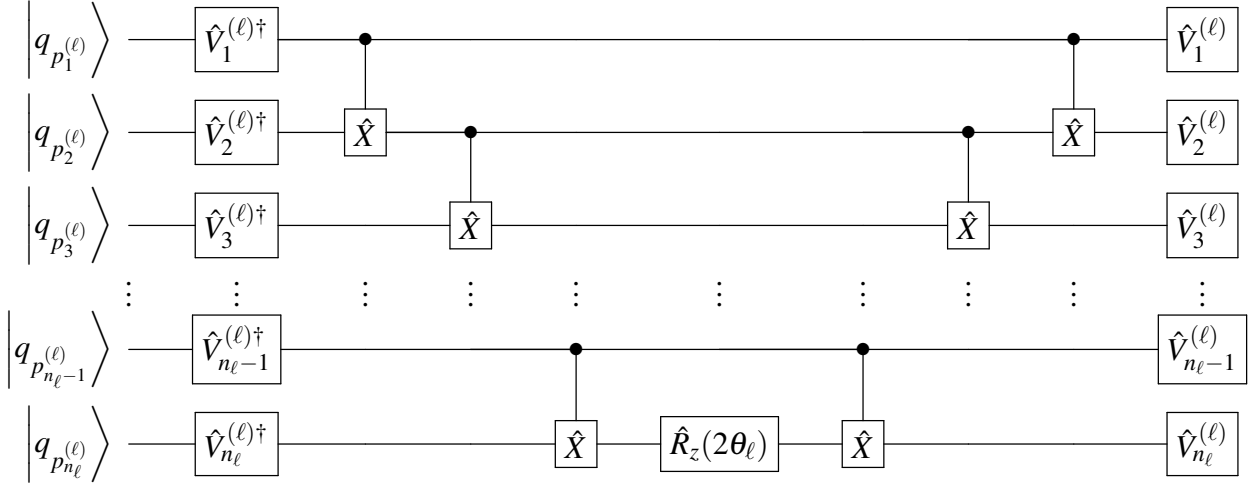 |q_{p_1^{(ℓ)}}⟩ V̂_1^{(ℓ)†} V̂_1^{(ℓ)}
|q_{p_2^{(ℓ)}}⟩ V̂_2^{(ℓ)†} X̂ X̂ V̂_2^{(ℓ)}
|q_{p_3^{(ℓ)}}⟩ V̂_3^{(ℓ)†} X̂ X̂ V̂_3^{(ℓ)}
⋮ ⋮ ⋮ ⋮ ⋮ ⋮ ⋮ ⋮ ⋮ ⋮
|q_{p_{n_ℓ-1}^{(ℓ)}}⟩ V̂_{n_ℓ-1}^{(ℓ)†} V̂_{n_ℓ-1}^{(ℓ)}
|q_{p_{n_ℓ}^{(ℓ)}}⟩ V̂_{n_ℓ}^{(ℓ)†} X̂ R̂_z(2θ_ℓ) X̂ V̂_{n_ℓ}^{(ℓ)}